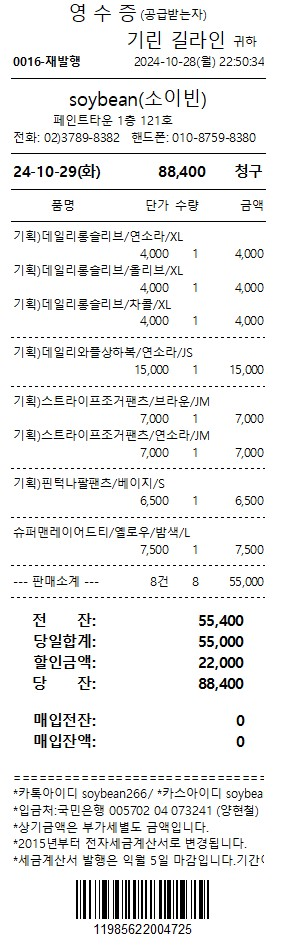 영 수 증 (공급받는자)
기린 길라인 귀하
0016-재발행 2024-10-28(월) 22:50:34
soybean(소이빈)
페인트타운 1층 121호
전화: 02)3789-8382 핸드폰: 010-8759-8380
24-10-29(화) 88,400 청구
품명 단가 수량 금액
기획)데일리롱슬리브/연소라/XL
4,000 1 4,000
기획)데일리롱슬리브/올리브/XL
4,000 1 4,000
기획)데일리롱슬리브/차콜/XL
4,000 1 4,000
기획)데일리와플상하복/연소라/JS
15,000 1 15,000
기획)스트라이프조거팬츠/브라운/JM
7,000 1 7,000
기획)스트라이프조거팬츠/연소라/JM
7,000 1 7,000
기획)핀턱나팔팬츠/베이지/S
6,500 1 6,500
슈퍼맨레이어드티/옐로우/밤색/L
7,500 1 7,500
--- 판매소계 --- 8건 8 55,000
전 잔: 55,400
당일합계: 55,000
할인금액: 22,000
당 잔: 88,400
매입전잔: 0
매입잔액: 0
*카톡아이디 soybean266/ *카스아이디 soybea
*입금처:국민은행 005702 04 073241 (양현철)
*상기금액은 부가세별도 금액입니다.
*2015년부터 전자세금계산서로 변경됩니다.
*세금계산서 발행은 익월 5일 마감입니다.기간
11985622004725